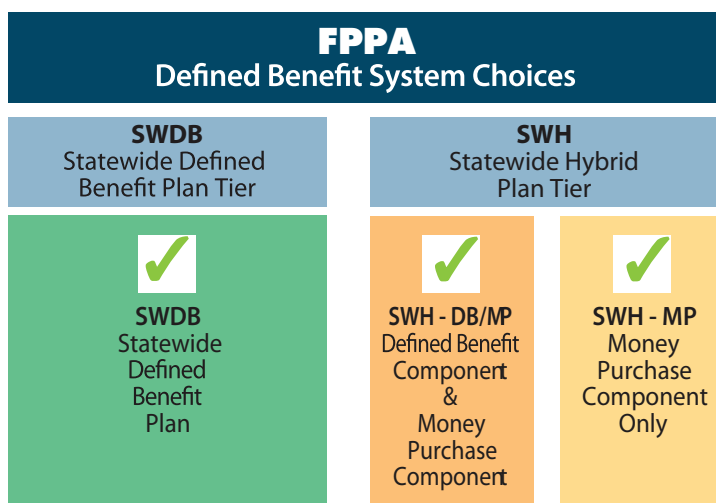 FPPA
Defined Benefit System Choices
SWDB
Statewide Defined
Benefit Plan Tier
SWH
Statewide Hybrid
Plan Tier
SWDB
Statewide
Defined
Benefit
Plan
SWH - DB/MP
Defined Benefit
Component
&
Money
Purchase
Component
SWH - MP
Money
Purchase
Component
Only